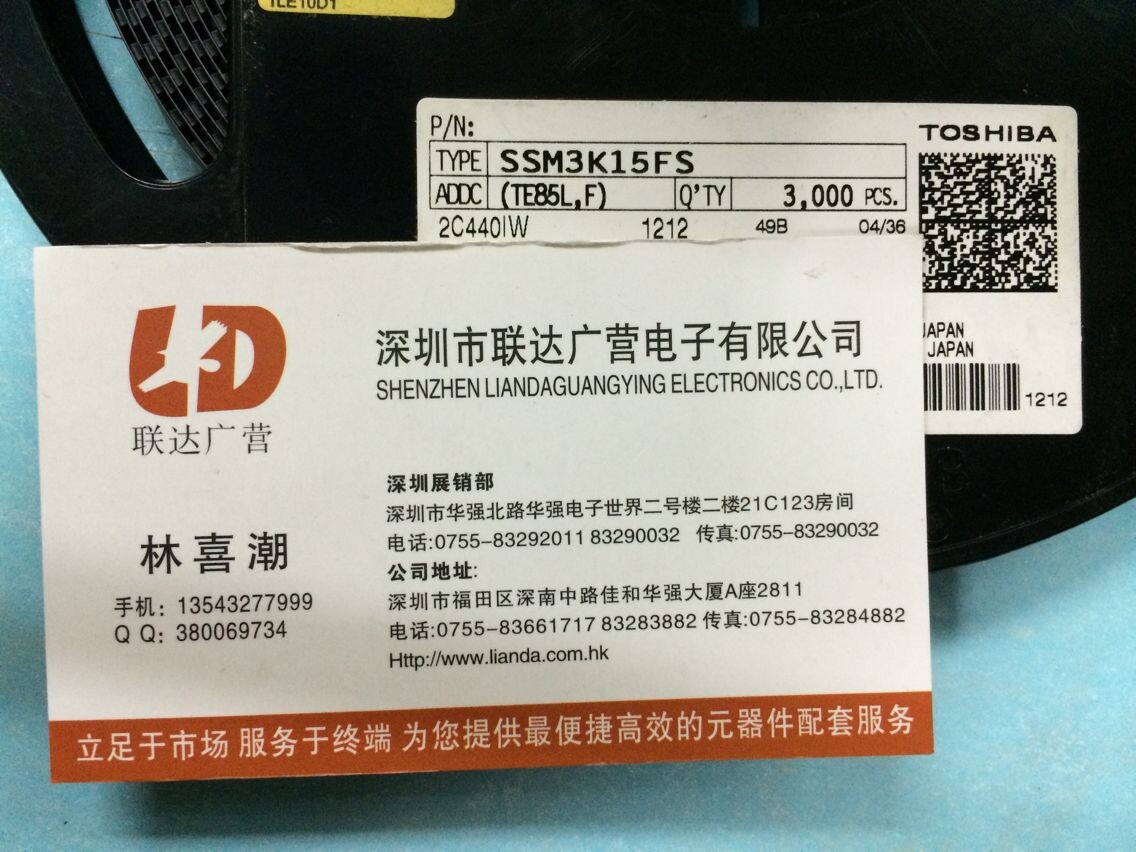 TLE10D1
P/N:
TOSHIBA
TYPE SSM3K15FS
ADDC (TE85L,F) Q'TY 3,000 PCS.
2C440IW 1212 49B 04/36
JAPAN
JAPAN
1212
LD
联达广营
深圳市联达广营电子有限公司
SHENZHEN LIANDAGUANGYING ELECTRONICS CO.,LTD.
林喜潮
手机: 13543277999
Q Q: 380069734
深圳展销部
深圳市华强北路华强电子世界二号楼二楼21C123房间
电话:0755-83292011 83290032 传真:0755-83290032
公司地址:
深圳市福田区深南中路佳和华强大厦A座2811
电话:0755-83661717 83283882 传真:0755-83284882
Http://www.lianda.com.hk
立足于市场 服务于终端 为您提供最便捷高效的元器件配套服务